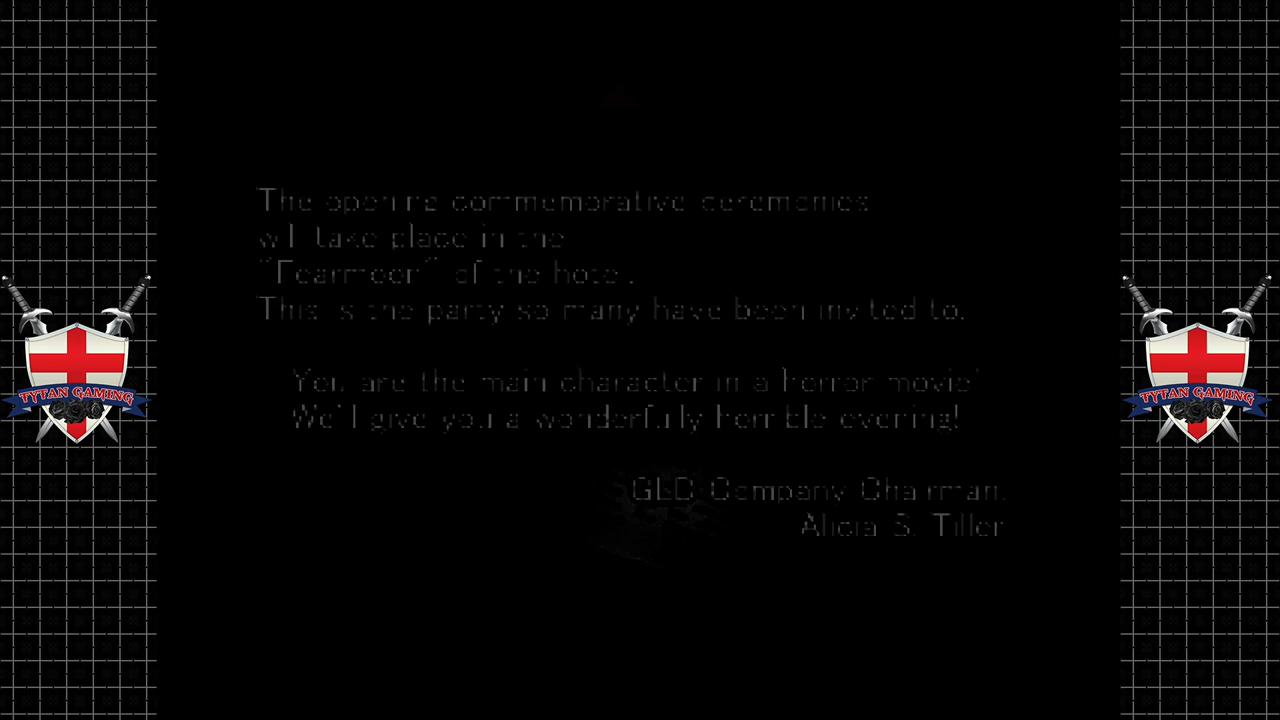 The opening commemorative ceremonies
will take place in the
"Fearmoer" of the hotel.
This is the party so many have been invited to.
You are the main character in a horror movie!
We'll give you a wonderfully horrible evening!
GLD Company Chairman.
Alicia S. Tiller
TYTAN GAMING
TYTAN GAMING